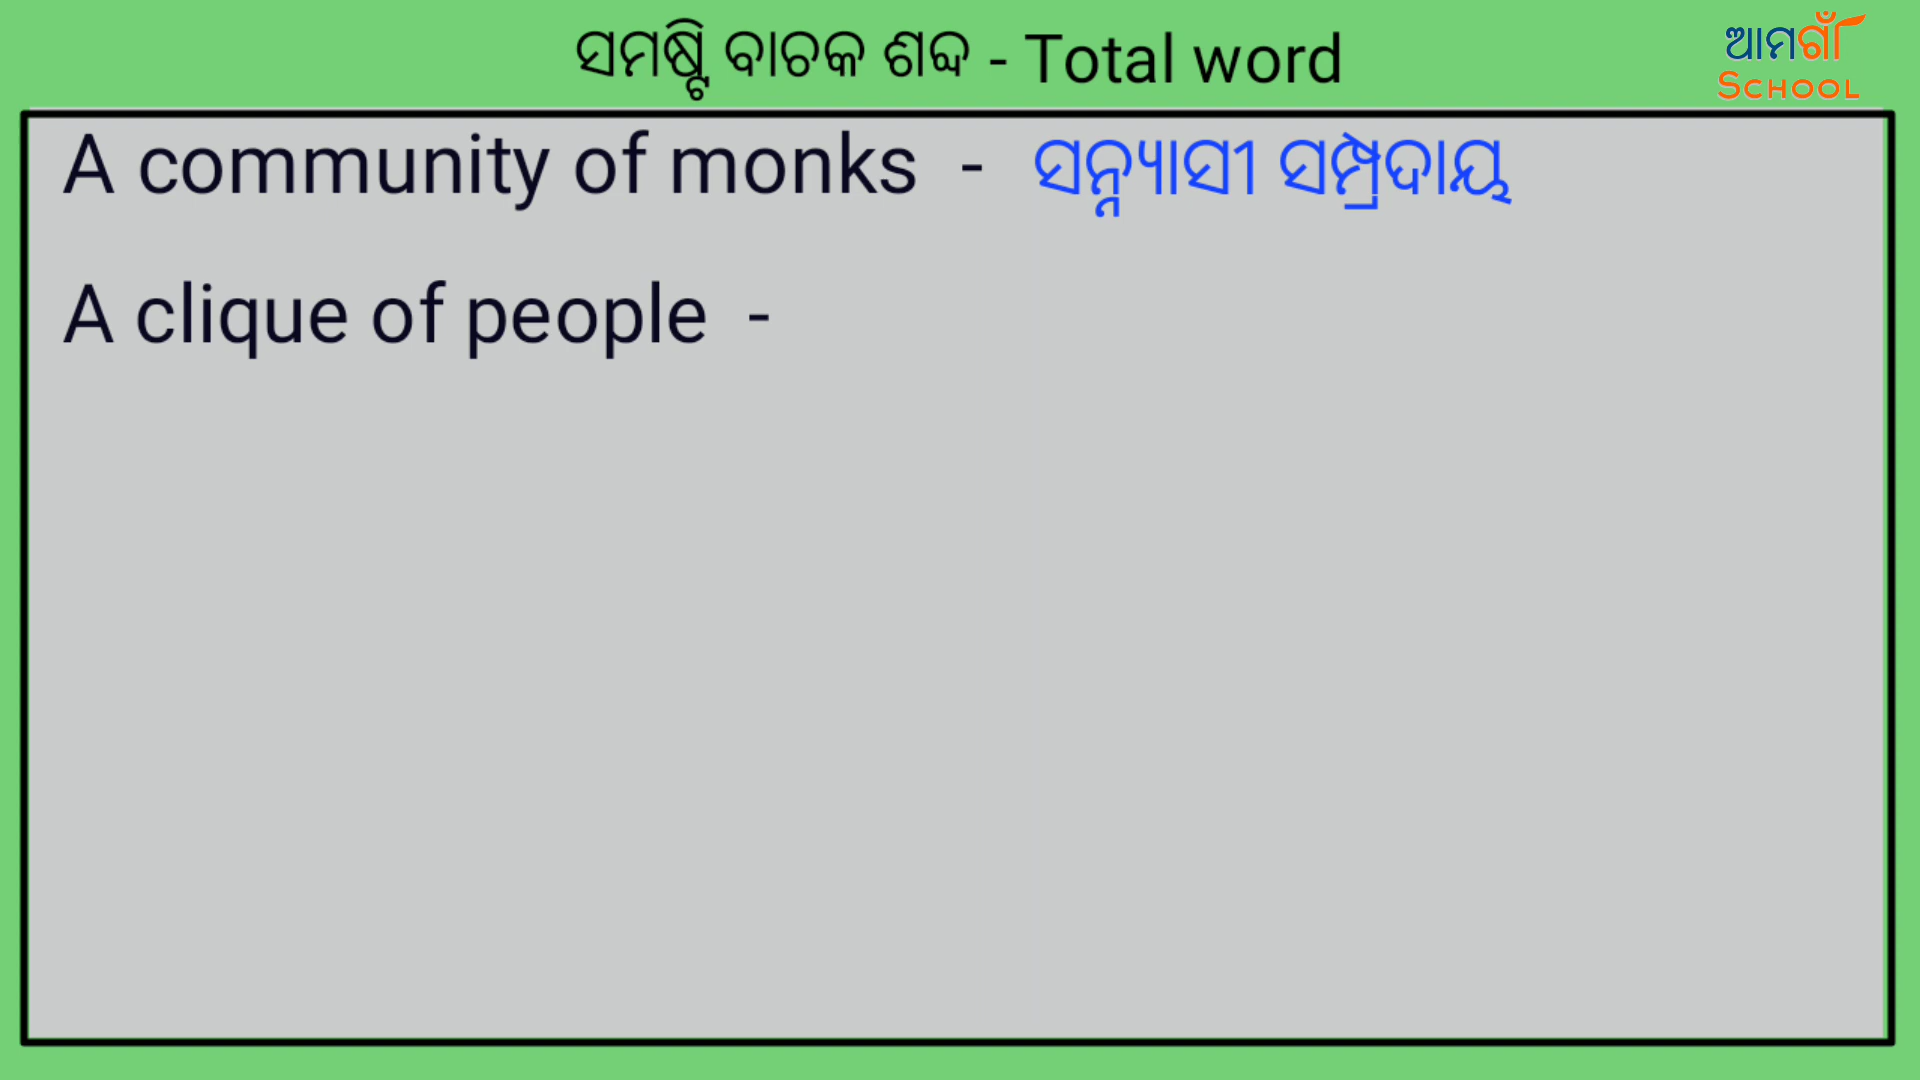 ସମଷ୍ଟି ବାଚକ ଶବ୍ଦ - Total word
ଆମଗାଁ
SCHOOL
A community of monks - ସନ୍ନ୍ୟାସୀ ସମ୍ପ୍ରଦାୟ
A clique of people -